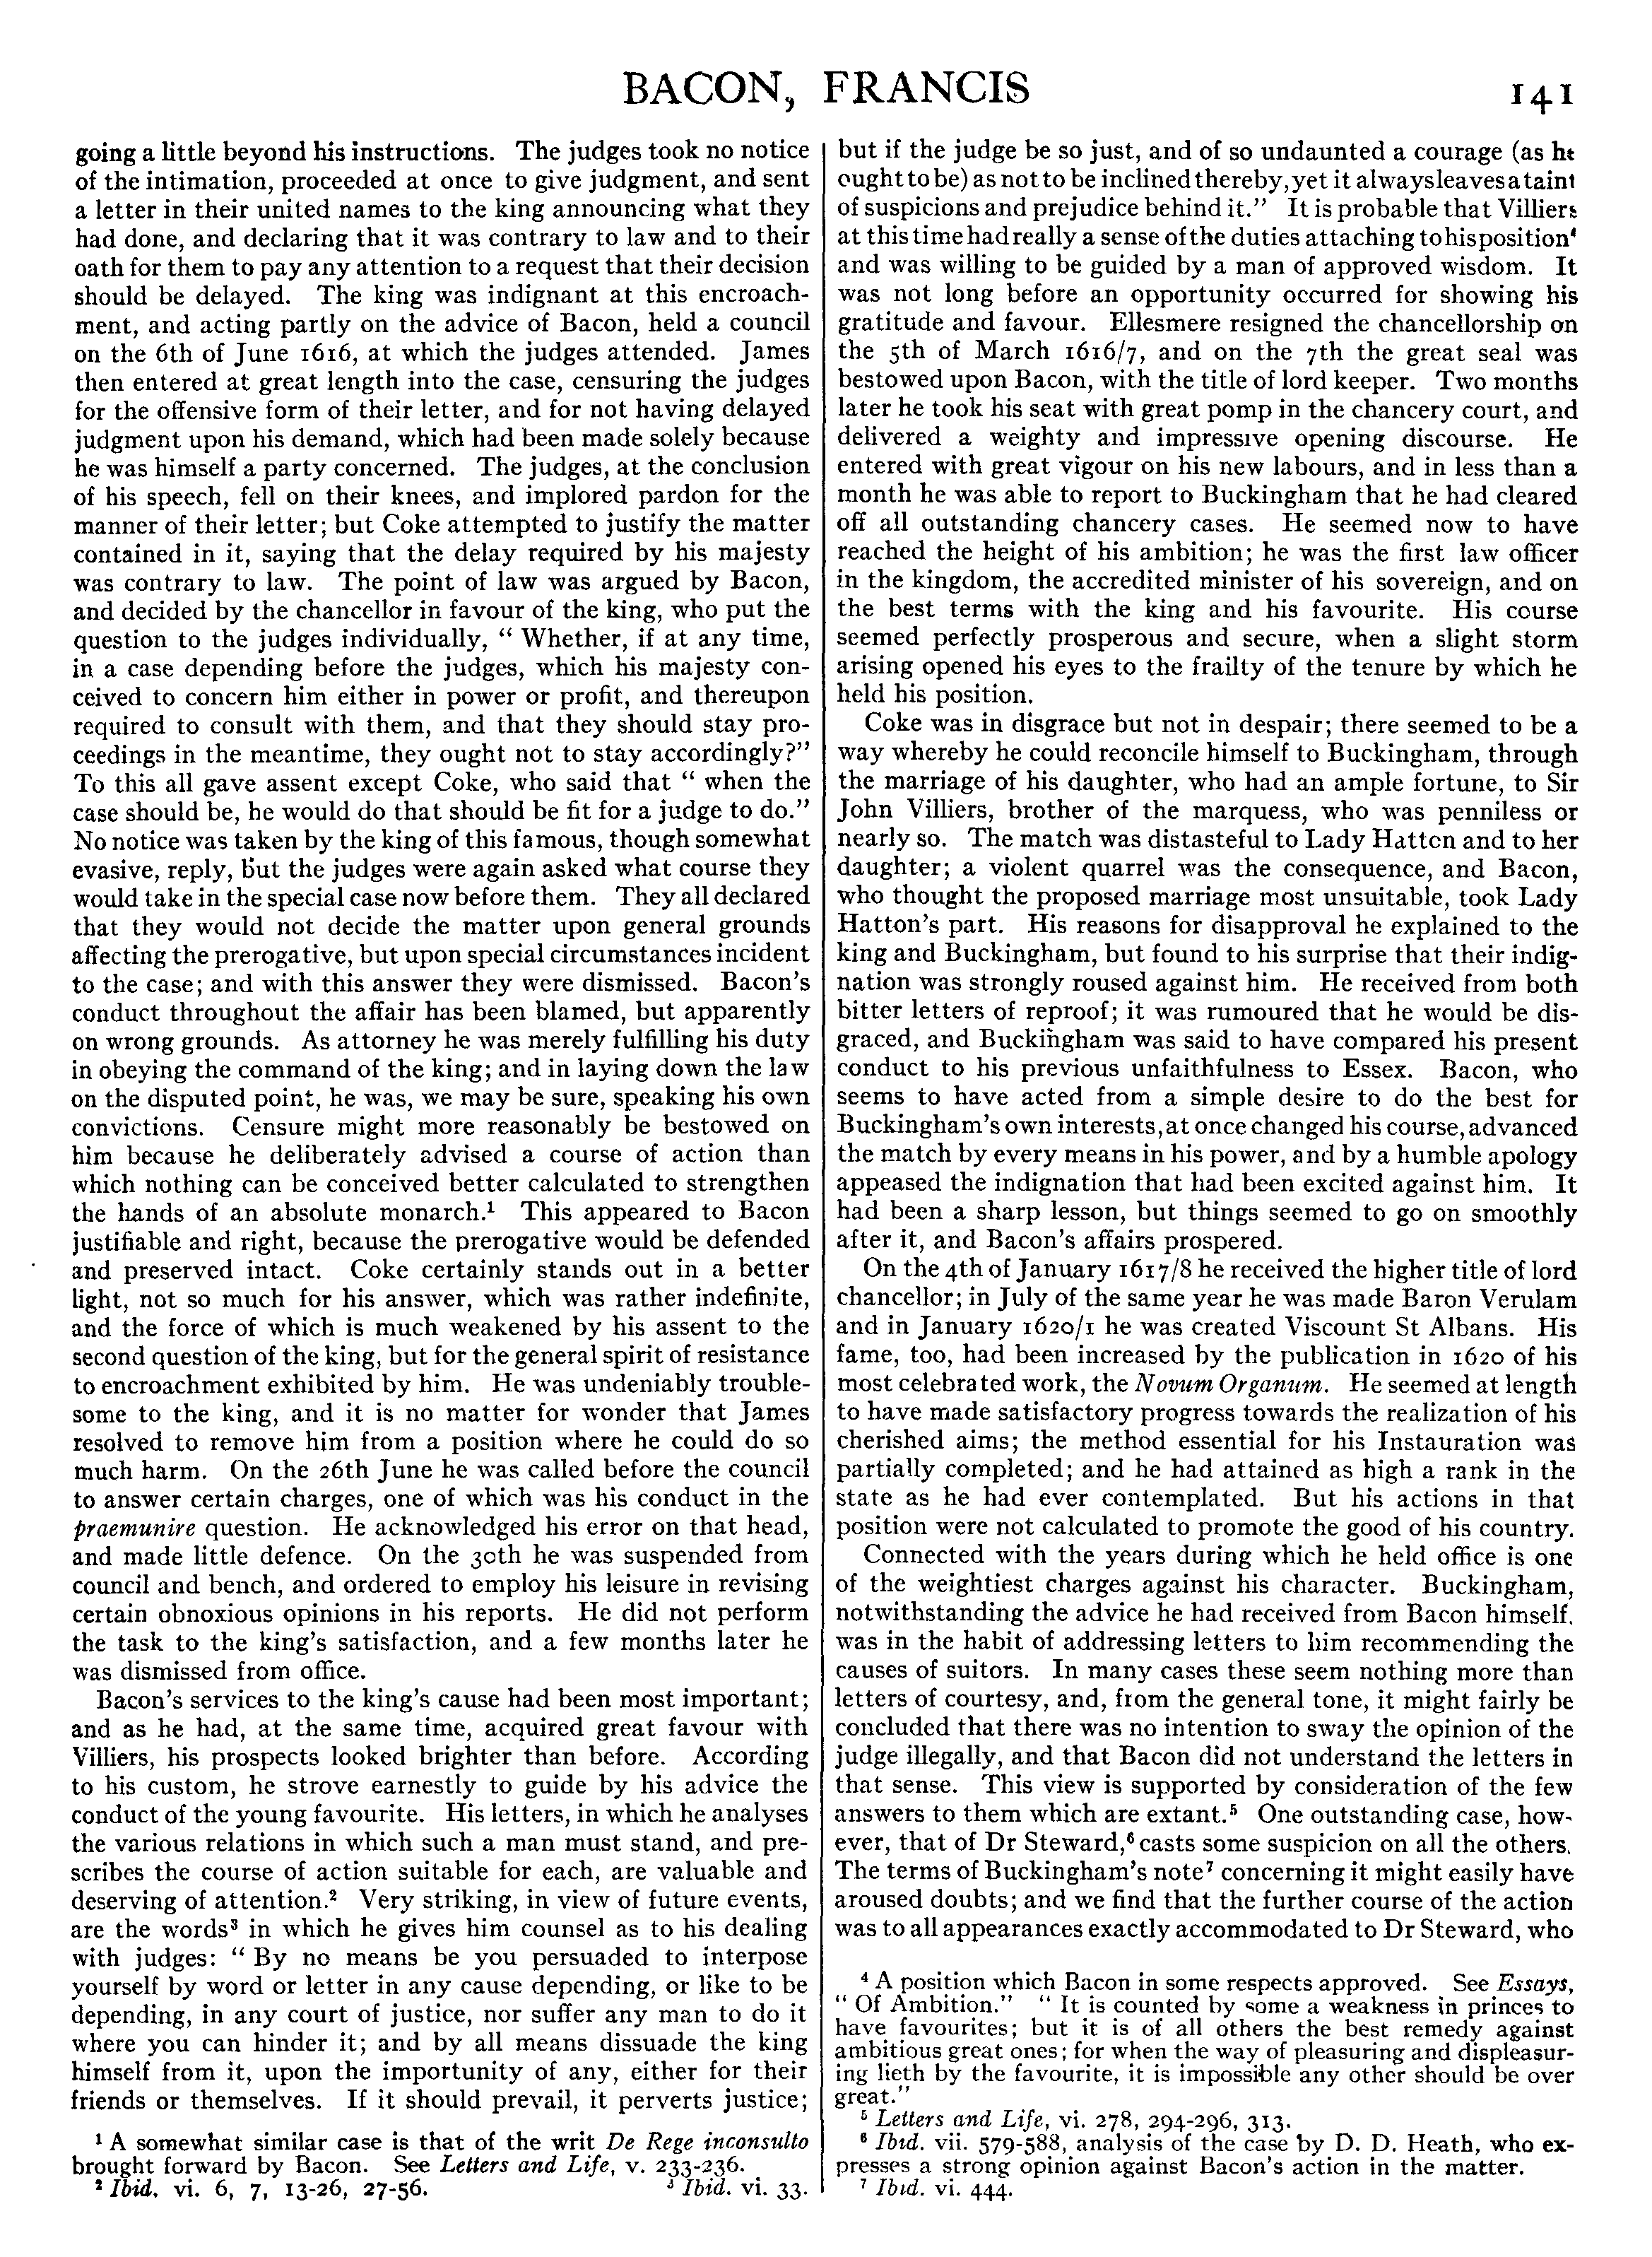 BACON, FRANCIS 141
going a little beyond his instructions. The judges took no notice
of the intimation, proceeded at once to give judgment, and sent
a letter in their united names to the king announcing what they
had done, and declaring that it was contrary to law and to their
oath for them to pay any attention to a request that their decision
should be delayed. The king was indignant at this encroach-
ment, and acting partly on the advice of Bacon, held a council
on the 6th of June 1616, at which the judges attended. James
then entered at great length into the case, censuring the judges
for the offensive form of their letter, and for not having delayed
judgment upon his demand, which had been made solely because
he was himself a party concerned. The judges, at the conclusion
of his speech, fell on their knees, and implored pardon for the
manner of their letter; but Coke attempted to justify the matter
contained in it, saying that the delay required by his majesty
was contrary to law. The point of law was argued by Bacon,
and decided by the chancellor in favour of the king, who put the
question to the judges individually, “ Whether, if at any time,
in a case depending before the judges, which his majesty con-
ceived to concern him either in power or profit, and thereupon
required to consult with them, and that they should stay pro-
ceedings in the meantime, they ought not to stay accordingly?”
To this all gave assent except Coke, who said that “ when the
case should be, he would do that should be fit for a judge to do.”
No notice was taken by the king of this famous, though somewhat
evasive, reply, but the judges were again asked what course they
would take in the special case now before them. They all declared
that they would not decide the matter upon general grounds
affecting the prerogative, but upon special circumstances incident
to the case; and with this answer they were dismissed. Bacon's
conduct throughout the affair has been blamed, but apparently
on wrong grounds. As attorney he was merely fulfilling his duty
in obeying the command of the king; and in laying down the law
on the disputed point, he was, we may be sure, speaking his own
convictions. Censure might more reasonably be bestowed on
him because he deliberately advised a course of action than
which nothing can be conceived better calculated to strengthen
the hands of an absolute monarch.¹ This appeared to Bacon
justifiable and right, because the prerogative would be defended
and preserved intact. Coke certainly stands out in a better
light, not so much for his answer, which was rather indefinite,
and the force of which is much weakened by his assent to the
second question of the king, but for the general spirit of resistance
to encroachment exhibited by him. He was undeniably trouble-
some to the king, and it is no matter for wonder that James
resolved to remove him from a position where he could do so
much harm. On the 26th June he was called before the council
to answer certain charges, one of which was his conduct in the
praemunire question. He acknowledged his error on that head,
and made little defence. On the 30th he was suspended from
council and bench, and ordered to employ his leisure in revising
certain obnoxious opinions in his reports. He did not perform
the task to the king's satisfaction, and a few months later he
was dismissed from office.
Bacon's services to the king's cause had been most important;
and as he had, at the same time, acquired great favour with
Villiers, his prospects looked brighter than before. According
to his custom, he strove earnestly to guide by his advice the
conduct of the young favourite. His letters, in which he analyses
the various relations in which such a man must stand, and pre-
scribes the course of action suitable for each, are valuable and
deserving of attention.² Very striking, in view of future events,
are the words³ in which he gives him counsel as to his dealing
with judges: “ By no means be you persuaded to interpose
yourself by word or letter in any cause depending, or like to be
depending, in any court of justice, nor suffer any man to do it
where you can hinder it; and by all means dissuade the king
himself from it, upon the importunity of any, either for their
friends or themselves. If it should prevail, it perverts justice;
¹ A somewhat similar case is that of the writ De Rege inconsulto
brought forward by Bacon. See Letters and Life, v. 233-236.
² Ibid. vi. 6, 7, 13-26, 27-56. ³ Ibid. vi. 33.
but if the judge be so just, and of so undaunted a courage (as he
ought to be) as not to be inclined thereby, yet it always leaves a taint
of suspicions and prejudice behind it.” It is probable that Villiers
at this time had really a sense of the duties attaching to his position⁴
and was willing to be guided by a man of approved wisdom. It
was not long before an opportunity occurred for showing his
gratitude and favour. Ellesmere resigned the chancellorship on
the 5th of March 1616/7, and on the 7th the great seal was
bestowed upon Bacon, with the title of lord keeper. Two months
later he took his seat with great pomp in the chancery court, and
delivered a weighty and impressive opening discourse. He
entered with great vigour on his new labours, and in less than a
month he was able to report to Buckingham that he had cleared
off all outstanding chancery cases. He seemed now to have
reached the height of his ambition; he was the first law officer
in the kingdom, the accredited minister of his sovereign, and on
the best terms with the king and his favourite. His course
seemed perfectly prosperous and secure, when a slight storm
arising opened his eyes to the frailty of the tenure by which he
held his position.
Coke was in disgrace but not in despair; there seemed to be a
way whereby he could reconcile himself to Buckingham, through
the marriage of his daughter, who had an ample fortune, to Sir
John Villiers, brother of the marquess, who was penniless or
nearly so. The match was distasteful to Lady Hatton and to her
daughter; a violent quarrel was the consequence, and Bacon,
who thought the proposed marriage most unsuitable, took Lady
Hatton's part. His reasons for disapproval he explained to the
king and Buckingham, but found to his surprise that their indig-
nation was strongly roused against him. He received from both
bitter letters of reproof; it was rumoured that he would be dis-
graced, and Buckingham was said to have compared his present
conduct to his previous unfaithfulness to Essex. Bacon, who
seems to have acted from a simple desire to do the best for
Buckingham's own interests, at once changed his course, advanced
the match by every means in his power, and by a humble apology
appeased the indignation that had been excited against him. It
had been a sharp lesson, but things seemed to go on smoothly
after it, and Bacon's affairs prospered.
On the 4th of January 1617/8 he received the higher title of lord
chancellor; in July of the same year he was made Baron Verulam
and in January 1620/1 he was created Viscount St Albans. His
fame, too, had been increased by the publication in 1620 of his
most celebrated work, the Novum Organum. He seemed at length
to have made satisfactory progress towards the realization of his
cherished aims; the method essential for his Instauration was
partially completed; and he had attained as high a rank in the
state as he had ever contemplated. But his actions in that
position were not calculated to promote the good of his country.
Connected with the years during which he held office is one
of the weightiest charges against his character. Buckingham,
notwithstanding the advice he had received from Bacon himself,
was in the habit of addressing letters to him recommending the
causes of suitors. In many cases these seem nothing more than
letters of courtesy, and, from the general tone, it might fairly be
concluded that there was no intention to sway the opinion of the
judge illegally, and that Bacon did not understand the letters in
that sense. This view is supported by consideration of the few
answers to them which are extant.⁵ One outstanding case, how-
ever, that of Dr Steward,⁶ casts some suspicion on all the others.
The terms of Buckingham's note⁷ concerning it might easily have
aroused doubts; and we find that the further course of the action
was to all appearances exactly accommodated to Dr Steward, who
⁴ A position which Bacon in some respects approved. See Essays,
“ Of Ambition.” “ It is counted by some a weakness in princes to
have favourites; but it is of all others the best remedy against
ambitious great ones; for when the way of pleasuring and displeasur-
ing lieth by the favourite, it is impossible any other should be over
great.”
⁵ Letters and Life, vi. 278, 294-296, 313.
⁶ Ibid. vii. 579-588, analysis of the case by D. D. Heath, who ex-
presses a strong opinion against Bacon's action in the matter.
⁷ Ibid. vi. 444.